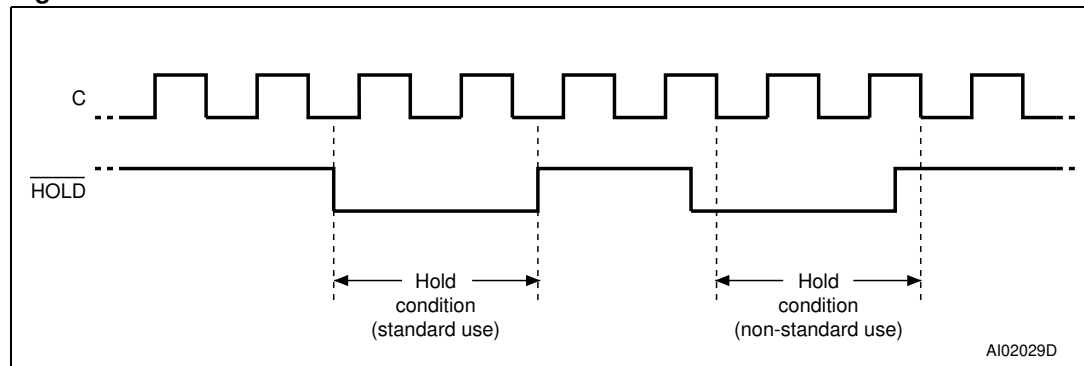 C
HOLD
Hold
condition
(standard use)
Hold
condition
(non-standard use)
AI02029D